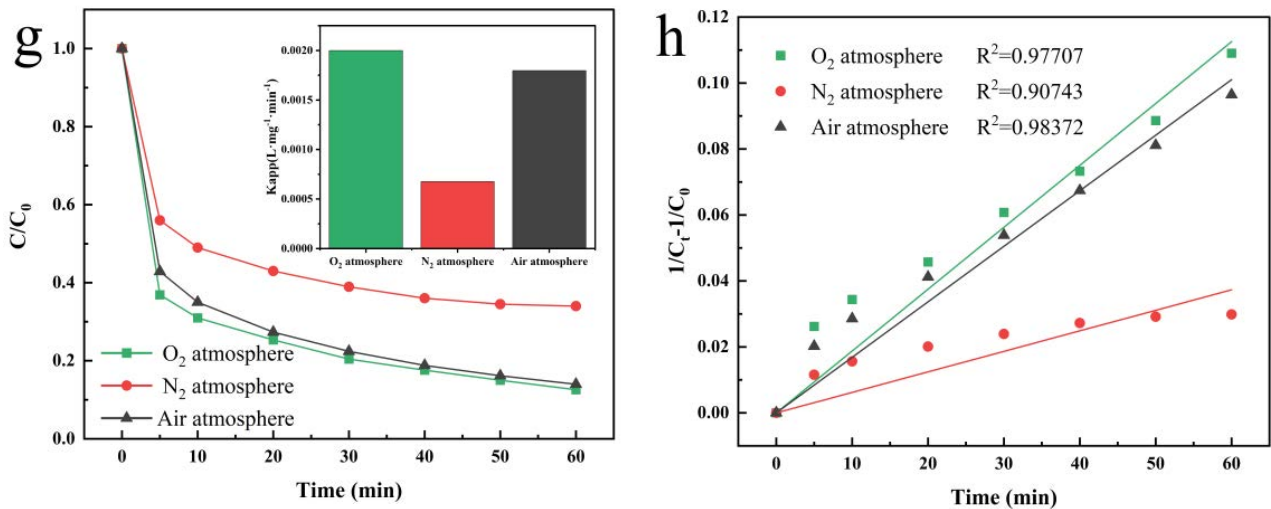 g
C/C0
1.0
0.8
0.6
0.4
0.2
0.0
0 10 20 30 40 50 60
Time (min)
O2 atmosphere
N2 atmosphere
Air atmosphere
Kapp(L·mg-1·min-1)
0.0020
0.0015
0.0010
0.0005
0.0000
O2 atmosphere N2 atmosphere Air atmosphere
h
1/Ct-1/C0
0.12
0.10
0.08
0.06
0.04
0.02
0.00
0 10 20 30 40 50 60
Time (min)
O2 atmosphere R2=0.97707
N2 atmosphere R2=0.90743
Air atmosphere R2=0.98372